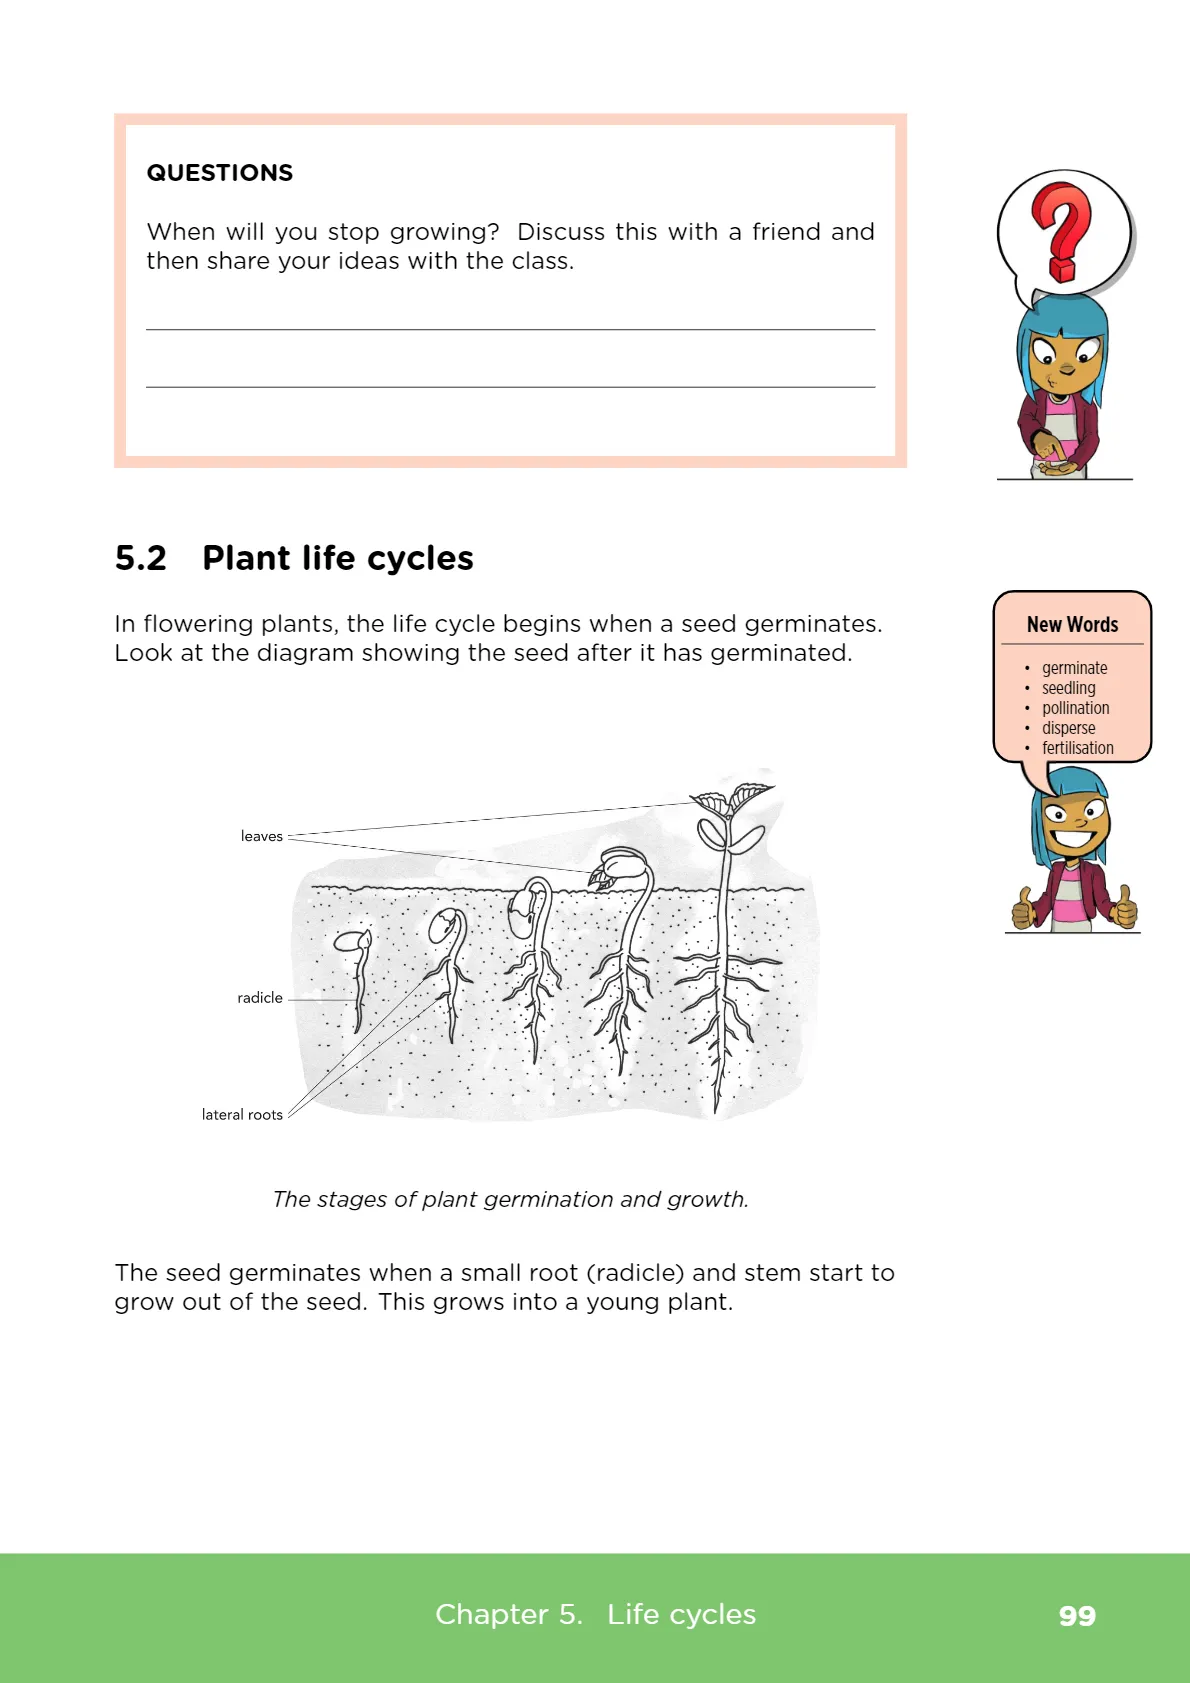 QUESTIONS
When will you stop growing? Discuss this with a friend and
then share your ideas with the class.
5.2 Plant life cycles
In flowering plants, the life cycle begins when a seed germinates.
Look at the diagram showing the seed after it has germinated.
New Words
• germinate
• seedling
• pollination
• disperse
• fertilisation
leaves
radicle
lateral roots
The stages of plant germination and growth.
The seed germinates when a small root (radicle) and stem start to
grow out of the seed. This grows into a young plant.
Chapter 5. Life cycles
99